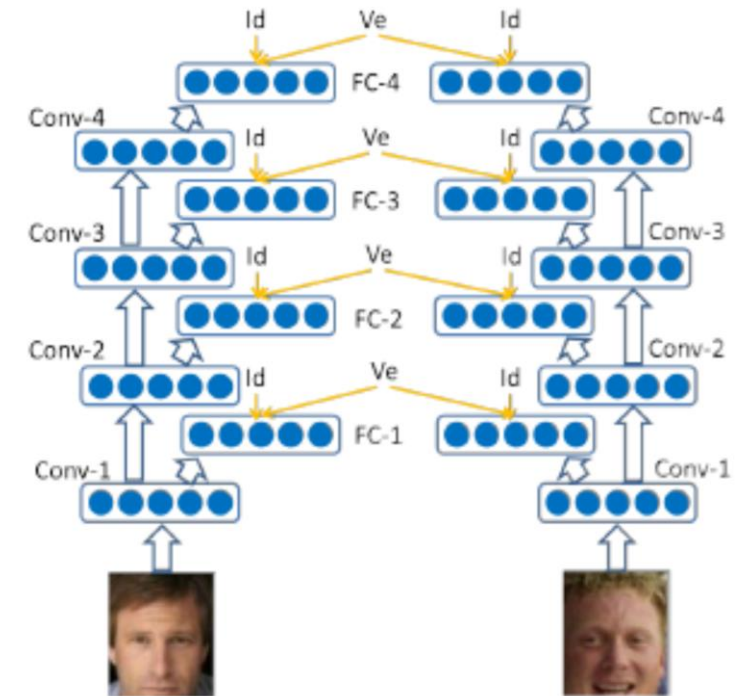 Id Ve Id
FC-4
Conv-4 Conv-4
Id Ve Id
FC-3
Conv-3 Conv-3
Id Ve Id
FC-2
Conv-2 Conv-2
Id Ve Id
FC-1
Conv-1 Conv-1